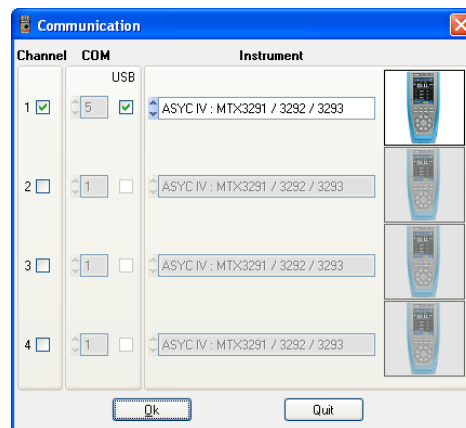 Communication
Channel COM Instrument
USB
1 5 ASYC IV : MTX3291 / 3292 / 3293
2 1 ASYC IV : MTX3291 / 3292 / 3293
3 1 ASYC IV : MTX3291 / 3292 / 3293
4 1 ASYC IV : MTX3291 / 3292 / 3293
Ok Quit